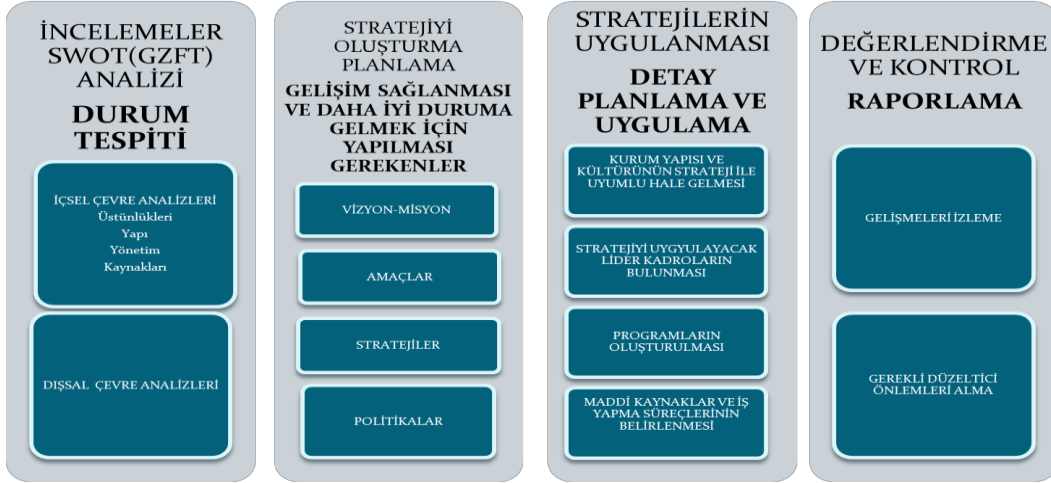 İNCELEMELER
SWOT(GZFT)
ANALİZİ
DURUM
TESPİTİ
İÇSEL ÇEVRE ANALİZLERİ
Üstünlükleri
Yapı
Yönetim
Kaynakları
DIŞSAL ÇEVRE ANALİZLERİ
STRATEJİYİ
OLUŞTURMA
PLANLAMA
GELİŞİM SAĞLANMASI
VE DAHA İYİ DURUMA
GELMEK İÇİN
YAPILMASI
GEREKENLER
VİZYON-MİSYON
AMAÇLAR
STRATEJİLER
POLİTİKALAR
STRATEJİLERİN
UYGULANMASI
DETAY
PLANLAMA VE
UYGULAMA
KURUM YAPISI VE
KÜLTÜRÜNÜN STRATEJİ İLE
UYUMLU HALE GELMESİ
STRATEJİYİ UYGYULAYACAK
LİDER KADROLARIN
BULUNMASI
PROGRAMLARIN
OLUŞTURULMASI
MADDİ KAYNAKLAR VE İŞ
YAPMA SÜREÇLERİNİN
BELİRLENMESİ
DEĞERLENDİRME
VE KONTROL
RAPORLAMA
GELİŞMELERİ İZLEME
GEREKLİ DÜZELTİCİ
ÖNLEMLERİ ALMA